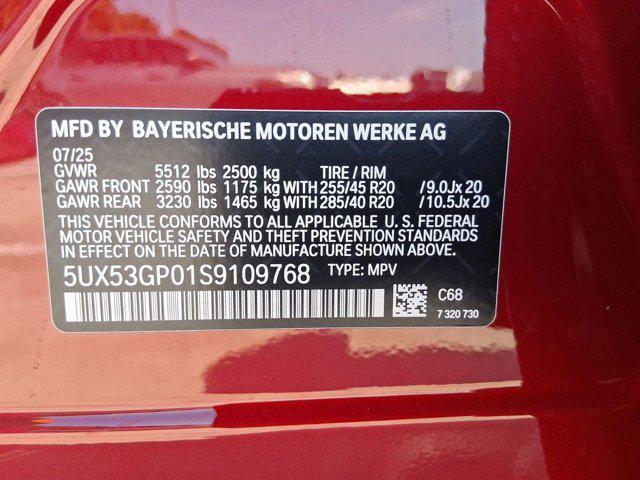 MFD BY BAYERISCHE MOTOREN WERKE AG
07/25
GVWR 5512 lbs 2500 kg TIRE / RIM
GAWR FRONT 2590 lbs 1175 kg WITH 255/45 R20 /9.0Jx 20
GAWR REAR 3230 lbs 1465 kg WITH 285/40 R20 /10.5Jx 20
THIS VEHICLE CONFORMS TO ALL APPLICABLE U. S. FEDERAL
MOTOR VEHICLE SAFETY AND THEFT PREVENTION STANDARDS
IN EFFECT ON THE DATE OF MANUFACTURE SHOWN ABOVE.
5UX53GP01S9109768 TYPE: MPV
C68
7 320 730